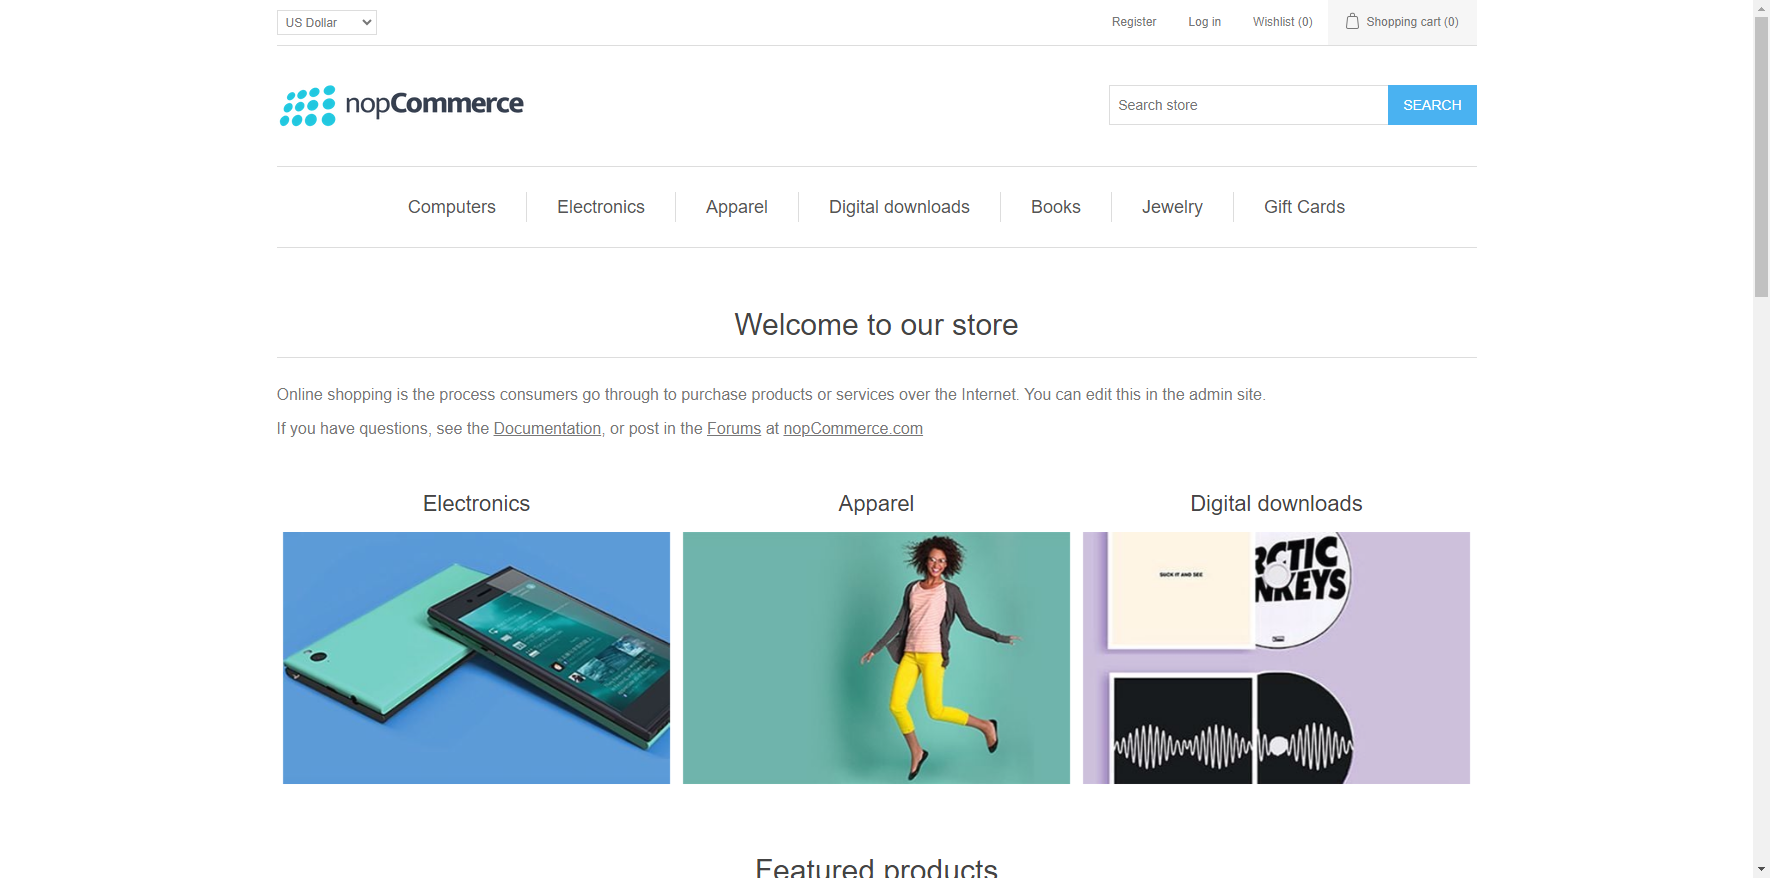 US Dollar
Register
Log in
Wishlist (0)
Shopping cart (0)
nopCommerce
Search store
SEARCH
Computers
Electronics
Apparel
Digital downloads
Books
Jewelry
Gift Cards
Welcome to our store
Online shopping is the process consumers go through to purchase products or services over the Internet. You can edit this in the admin site.
If you have questions, see the Documentation, or post in the Forums at nopCommerce.com
Electronics
Apparel
Digital downloads
SUCK IT AND SEE
RCTIC
NKEYS
Featured products